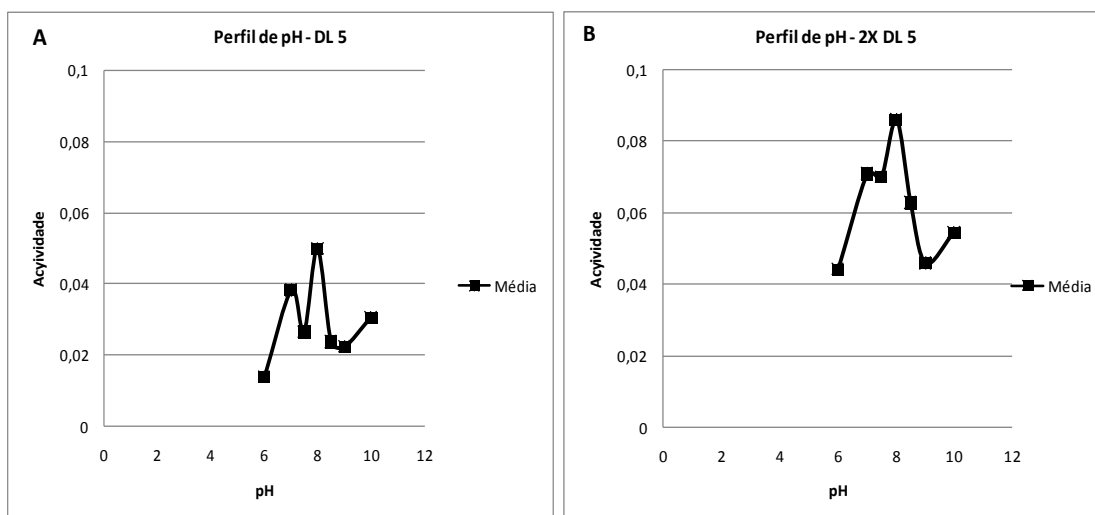 A
Perfil de pH - DL 5
0,1
0,08
0,06
0,04
0,02
0
Acyividade
0 2 4 6 8 10 12
pH
Média
B
Perfil de pH - 2X DL 5
0,1
0,08
0,06
0,04
0,02
0
Acyividade
0 2 4 6 8 10 12
pH
Média